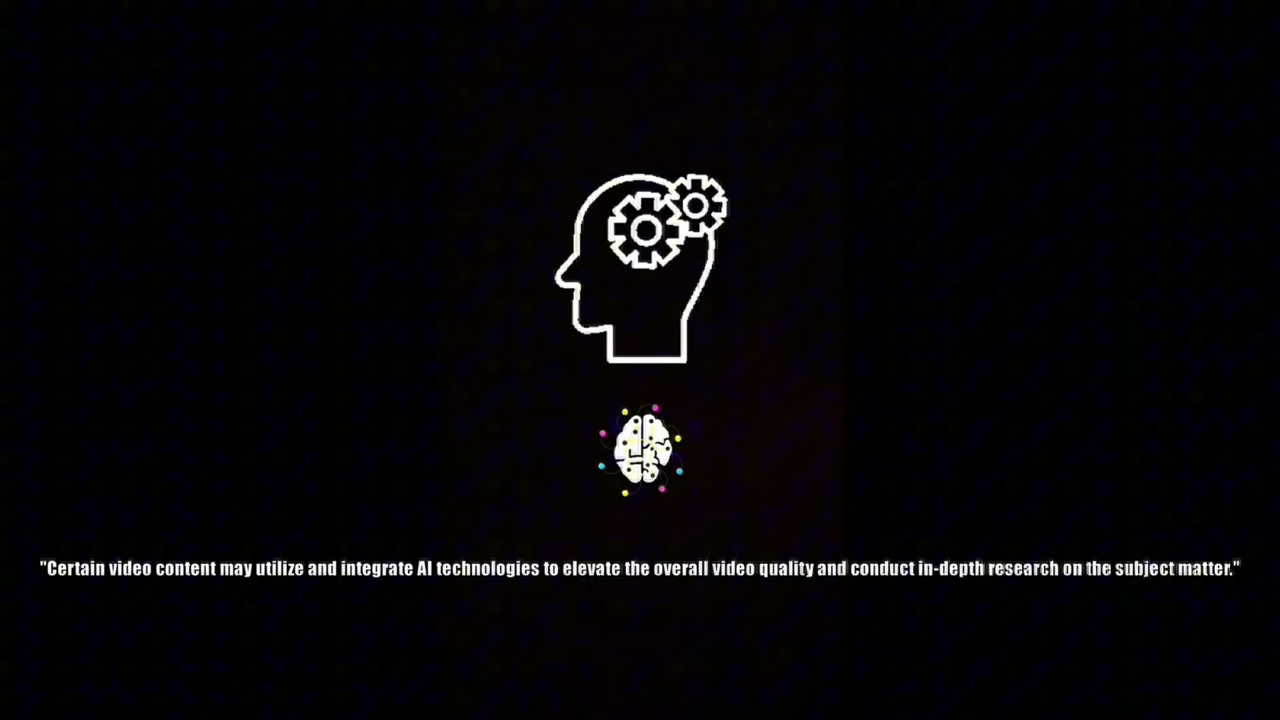 "Certain video content may utilize and integrate AI technologies to elevate the overall video quality and conduct in-depth research on the subject matter."